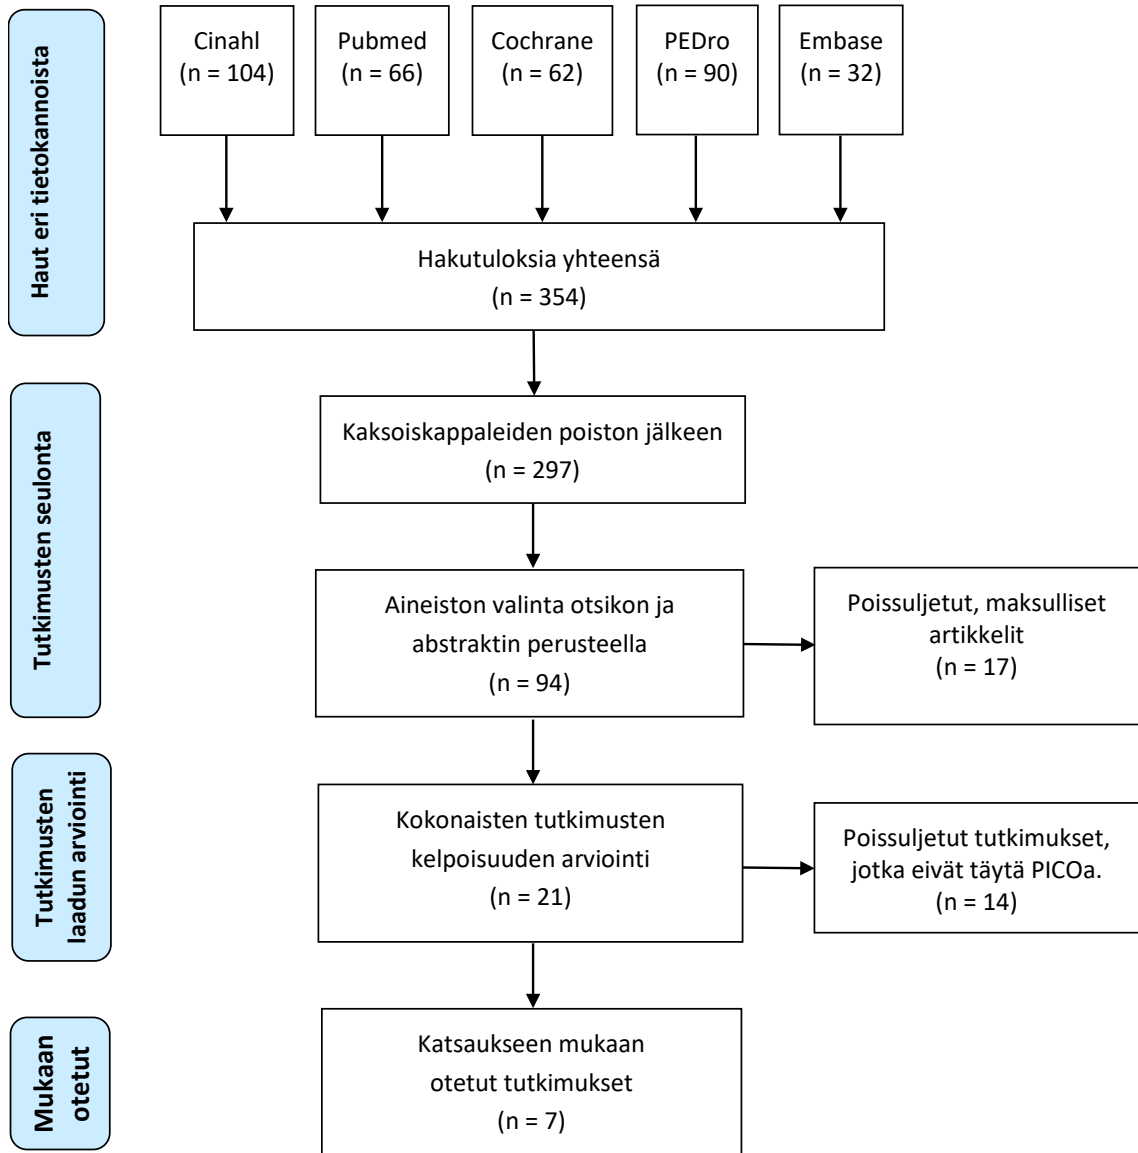 Haut eri tietokannoista
Cinahl
(n = 104)
Pubmed
(n = 66)
Cochrane
(n = 62)
PEDro
(n = 90)
Embase
(n = 32)
Hakutuloksia yhteensä
(n = 354)
Tutkimusten seulonta
Kaksoiskappaleiden poiston jälkeen
(n = 297)
Aineiston valinta otsikon ja
abstraktin perusteella
(n = 94)
Poissuljetut, maksulliset
artikkelit
(n = 17)
Tutkimusten
laadun arviointi
Kokonaisten tutkimusten
kelpoisuuden arviointi
(n = 21)
Poissuljetut tutkimukset,
jotka eivät täytä PICOa.
(n = 14)
Mukaan
otetut
Katsaukseen mukaan
otetut tutkimukset
(n = 7)